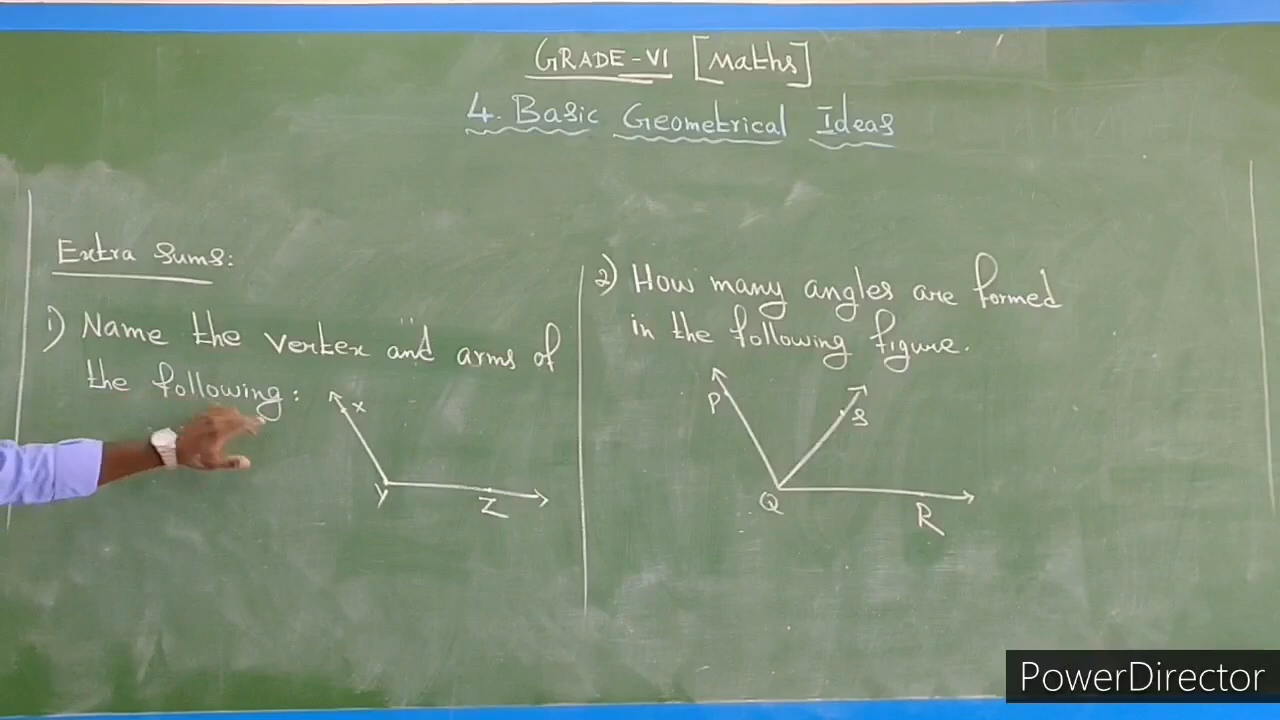 GRADE-VI [Maths]
4. Basic Geometrical Ideas
Extra Sums:
1) Name the vertex and arms of
the following:
X
Y
Z
2) How many angles are formed
in the following figure.
P
S
Q
R
PowerDirector